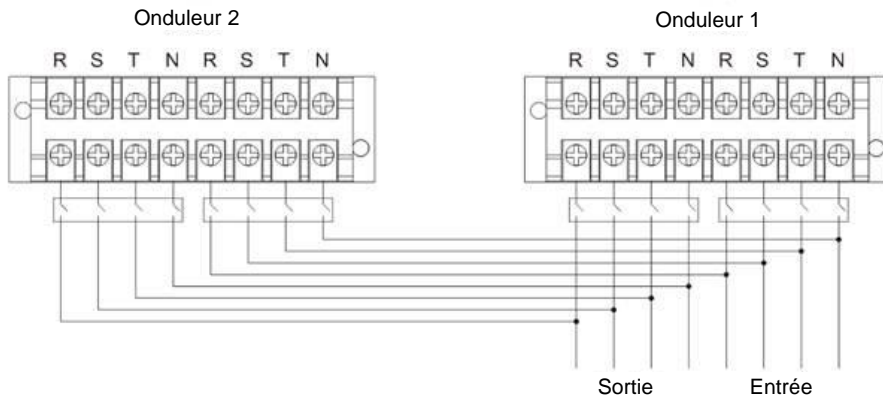 Onduleur 2 Onduleur 1
R S T N R S T N R S T N R S T N
Sortie Entrée